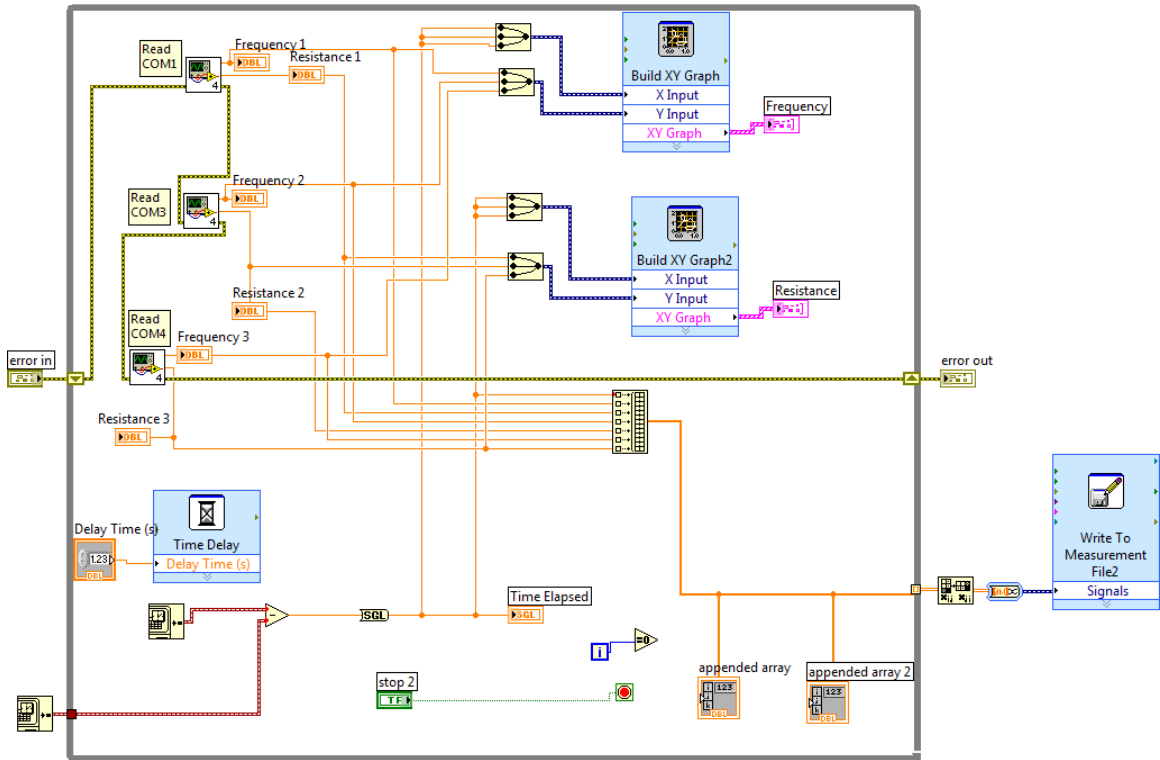 Read
COM1
Frequency 1
DBL
Resistance 1
DBL
4
Build XY Graph
X Input
Y Input
XY Graph
Frequency
Read
COM3
Frequency 2
DBL
4
Build XY Graph2
X Input
Y Input
XY Graph
Resistance
Resistance 2
DBL
Read
COM4
Frequency 3
DBL
4
error in
error out
Resistance 3
DBL
Delay Time (s)
1.23
DBL
Time Delay
Delay Time (s)
Write To
Measurement
File2
Signals
SGL
Time Elapsed
SGL
i
=0
stop 2
TF
appended array
123
DBL
appended array 2
123
DBL